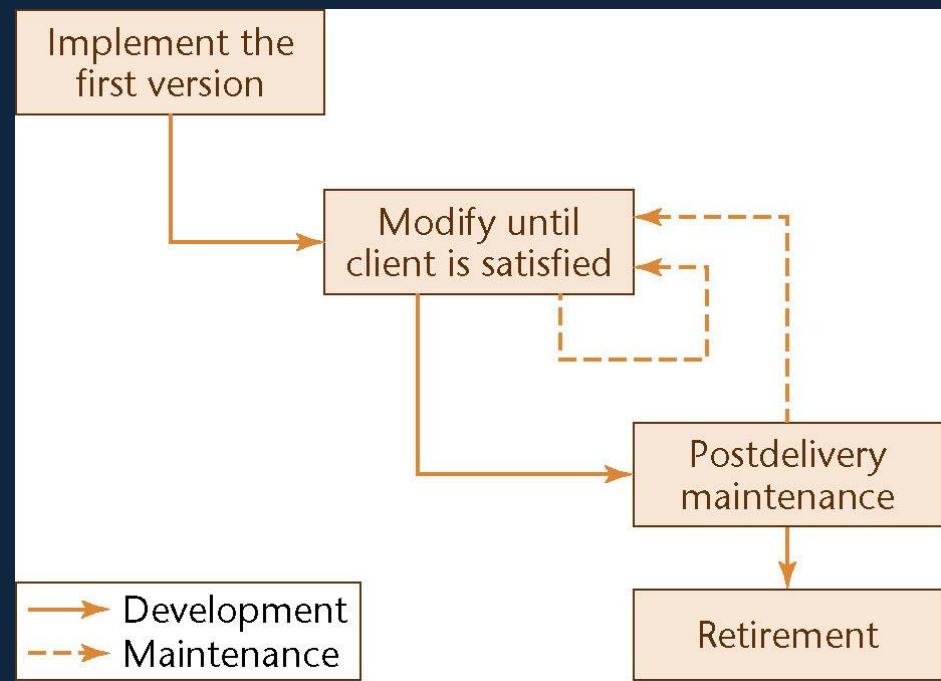 Implement the
first version
Modify until
client is satisfied
Postdelivery
maintenance
Retirement
Development
Maintenance